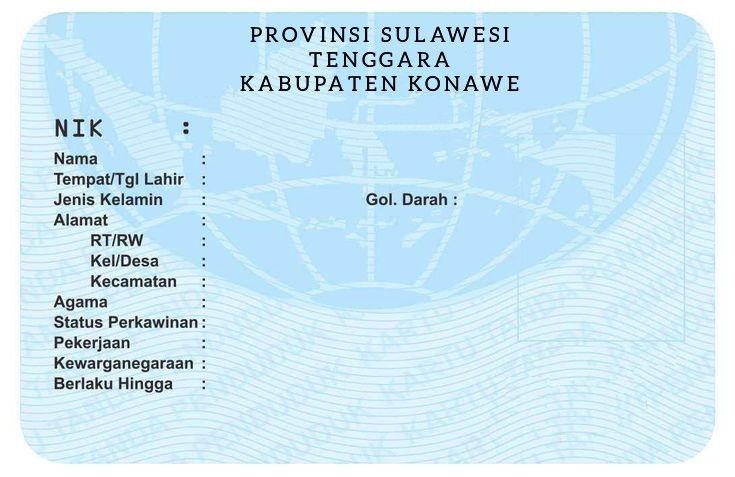 PROVINSI SULAWESI
TENGGARA
KABUPATEN KONAWE
NIK :
Nama :
Tempat/Tgl Lahir :
Jenis Kelamin : Gol. Darah :
Alamat :
RT/RW :
Kel/Desa :
Kecamatan :
Agama :
Status Perkawinan :
Pekerjaan :
Kewarganegaraan :
Berlaku Hingga :